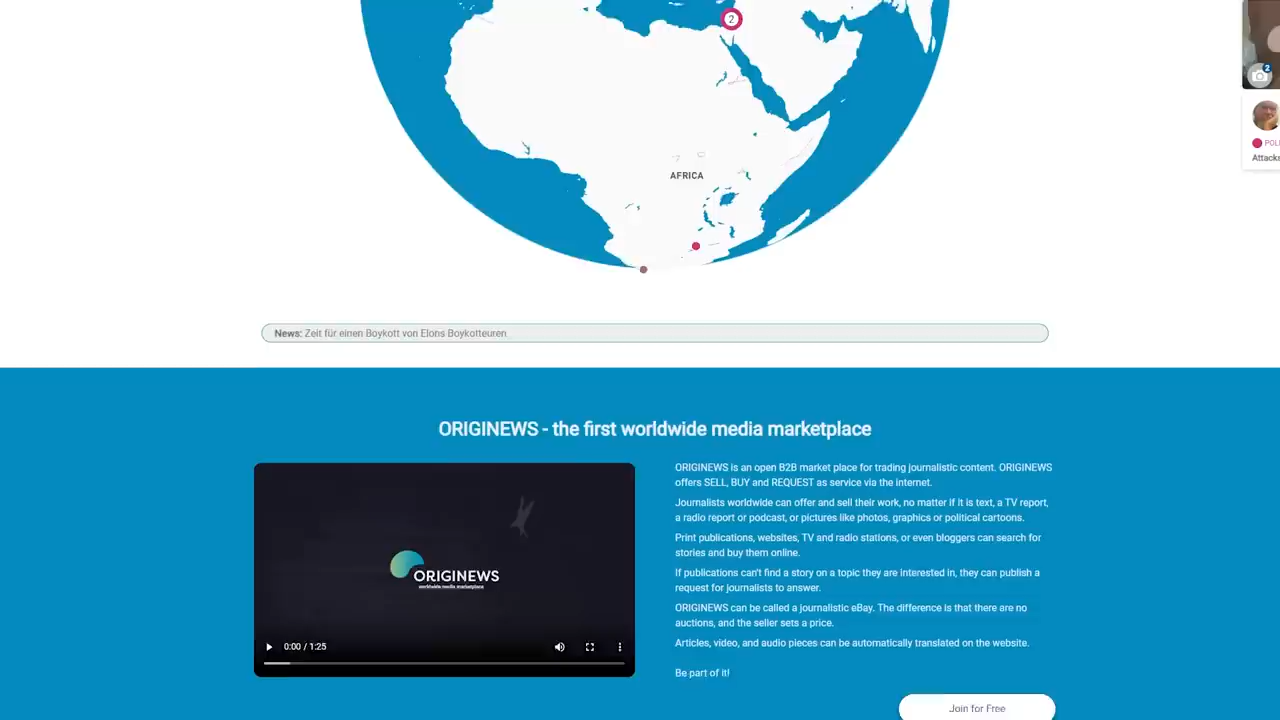 2
2
POLI
Attacke
AFRICA
News: Zeit für einen Boykott von Elons Boykotteuren
ORIGINEWS - the first worldwide media marketplace
ORIGINEWS
worldwide media marketplace
0:00 / 1:25
ORIGINEWS is an open B2B market place for trading journalistic content. ORIGINEWS
offers SELL, BUY and REQUEST as service via the internet.
Journalists worldwide can offer and sell their work, no matter if it is text, a TV report,
a radio report or podcast, or pictures like photos, graphics or political cartoons.
Print publications, websites, TV and radio stations, or even bloggers can search for
stories and buy them online.
If publications can't find a story on a topic they are interested in, they can publish a
request for journalists to answer.
ORIGINEWS can be called a journalistic eBay. The difference is that there are no
auctions, and the seller sets a price.
Articles, video, and audio pieces can be automatically translated on the website.
Be part of it!
Join for Free